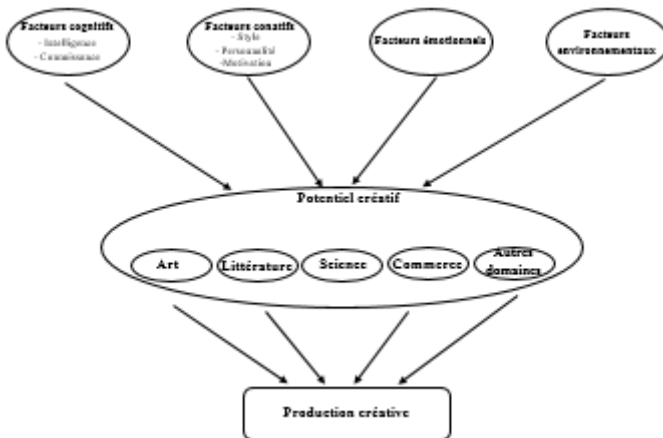 Facteurs cognitifs
- Intelligence
- Connaissance
Facteurs conatifs
- Style
- Personnalité
-Motivation
Facteurs émotionnels
Facteurs
environnementaux
Potentiel créatif
Art
Littérature
Science
Commerce
Autres
domaines
Production créative